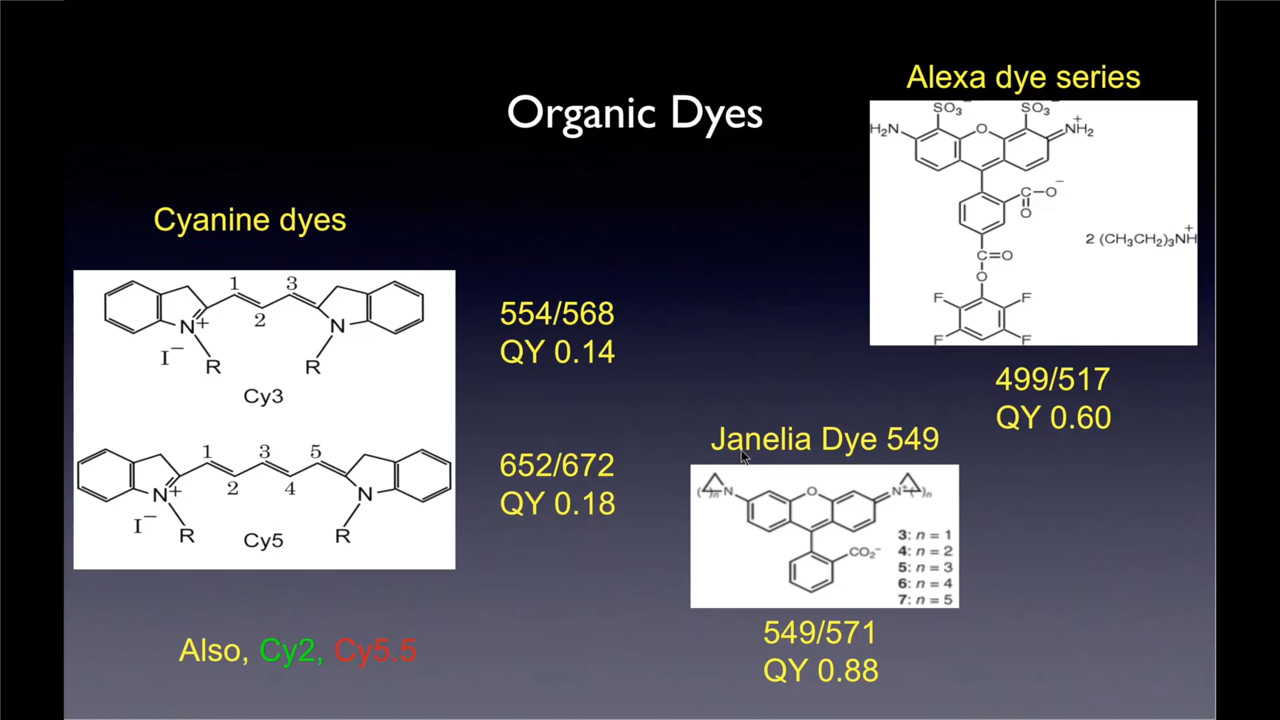 Organic Dyes
Cyanine dyes
1 3
2
N+
N
I−
R
R
Cy3
1 3 5
2 4
N+
N
I−
R
R
Cy5
554/568
QY 0.14
652/672
QY 0.18
Also, Cy2, Cy5.5
Alexa dye series
SO3− SO3−
H2N O +NH2
C—O−
O
2 (CH3CH2)3NH+
C=O
O
F F
F F
499/517
QY 0.60
Janelia Dye 549
( )n N O N+ ( )n
CO2−
3: n = 1
4: n = 2
5: n = 3
6: n = 4
7: n = 5
549/571
QY 0.88